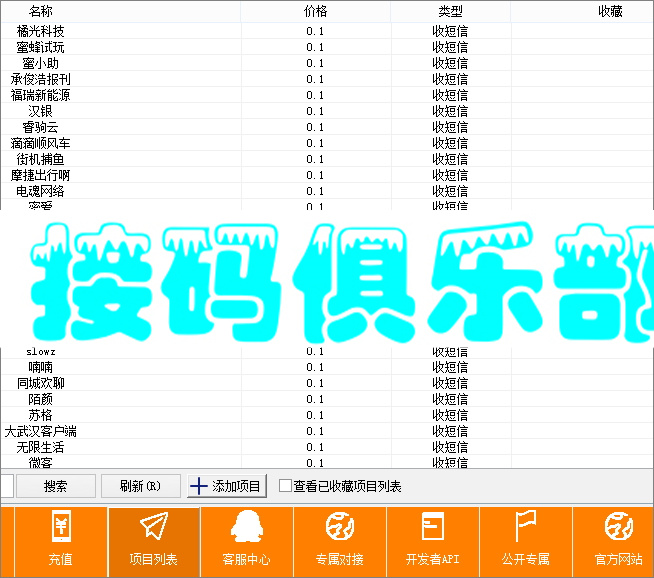 名称 价格 类型 收藏
橘光科技 0.1 收短信
蜜蜂试玩 0.1 收短信
蜜小助 0.1 收短信
承俊浩报刊 0.1 收短信
福瑞新能源 0.1 收短信
汉银 0.1 收短信
睿驹云 0.1 收短信
滴滴顺风车 0.1 收短信
街机捕鱼 0.1 收短信
摩捷出行啊 0.1 收短信
电魂网络 0.1 收短信
密爱 0.1 收短信
接码俱乐部
slowz 0.1 收短信
喃喃 0.1 收短信
同城欢聊 0.1 收短信
陌颜 0.1 收短信
苏格 0.1 收短信
大武汉客户端 0.1 收短信
无限生活 0.1 收短信
微客 0.1 收短信
搜索 刷新(R) 添加项目 查看已收藏项目列表
充值 项目列表 客服中心 专属对接 开发者API 公开专属 官方网站